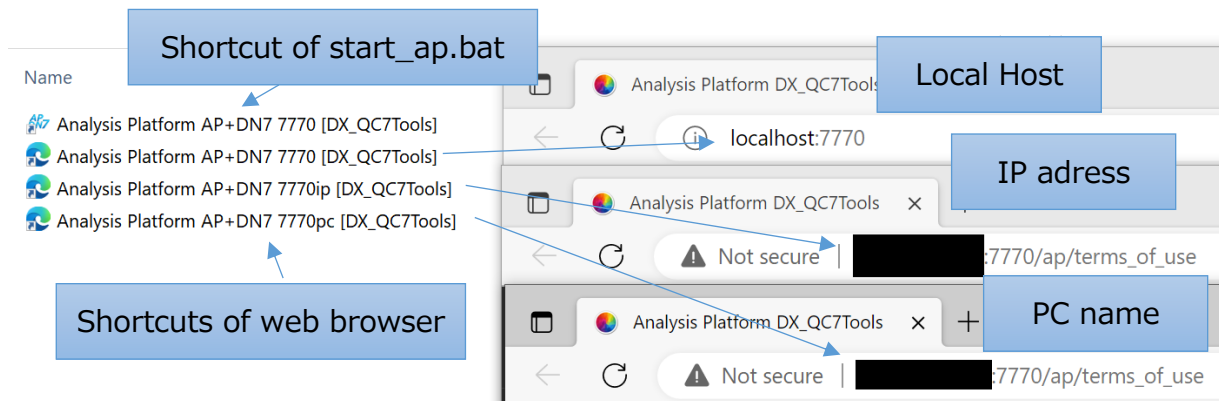 Shortcut of start_ap.bat
Name
Analysis Platform AP+DN7 7770 [DX_QC7Tools]
Analysis Platform AP+DN7 7770 [DX_QC7Tools]
Analysis Platform AP+DN7 7770ip [DX_QC7Tools]
Analysis Platform AP+DN7 7770pc [DX_QC7Tools]
Shortcuts of web browser
Analysis Platform DX_QC7Tools
Local Host
localhost:7770
IP adress
Analysis Platform DX_QC7Tools
Not secure
:7770/ap/terms_of_use
PC name
Analysis Platform DX_QC7Tools
Not secure
:7770/ap/terms_of_use